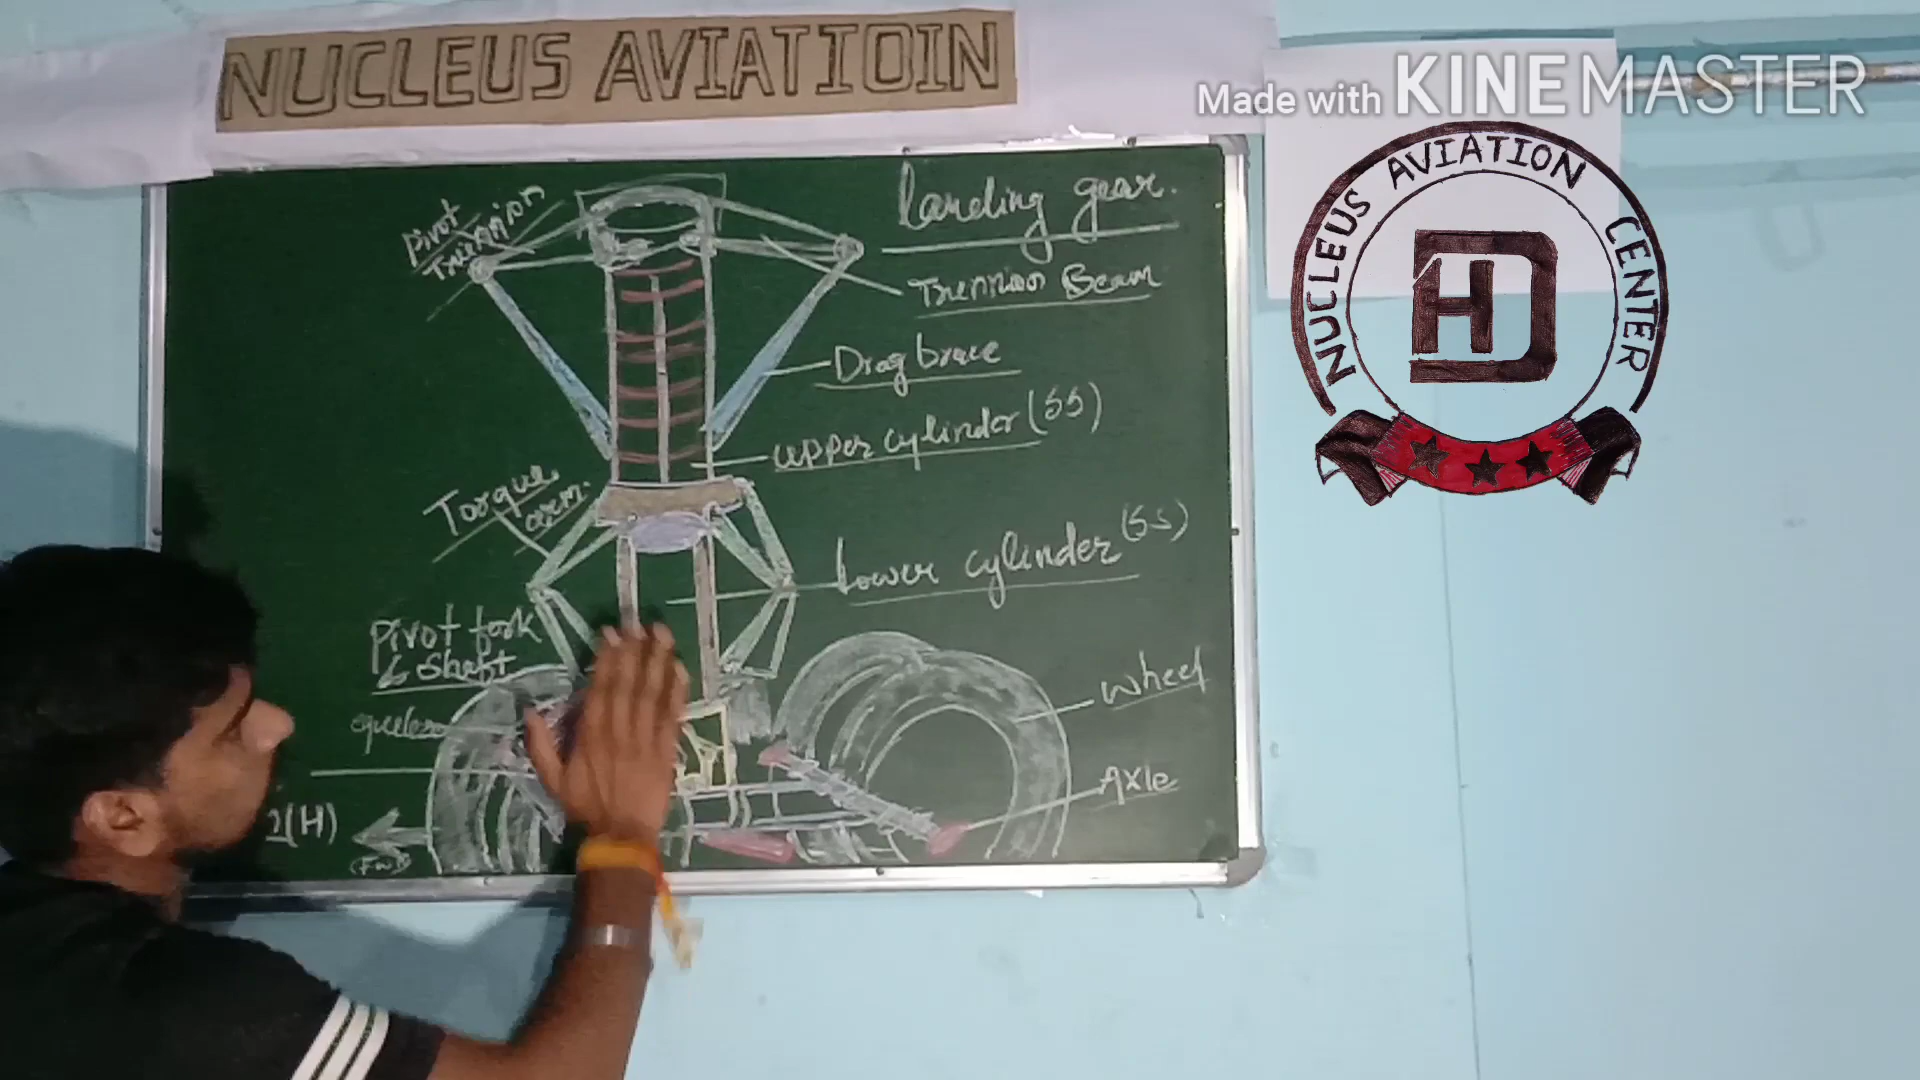 NUCLEUS AVIATIOIN
Made with KINEMASTER
NUCLEUS AVIATION CENTER
HD
landing gear.
Pivot
Trunnion
Trunnion Beam
Drag brace
upper cylinder (SS)
Torque
arm.
Lower cylinder (SS)
Pivot fork
& Shaft
Wheel
Axle
2(H)